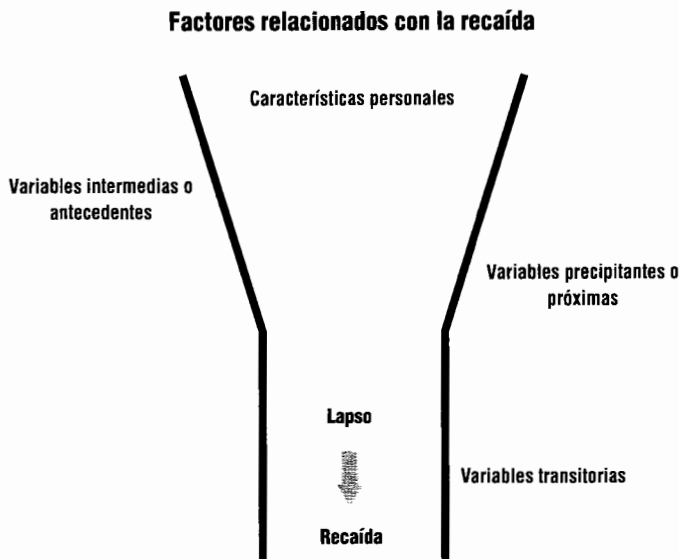 Factores relacionados con la recaída
Características personales
Variables intermedias o
antecedentes
Variables precipitantes o
próximas
Lapso
Variables transitorias
Recaída